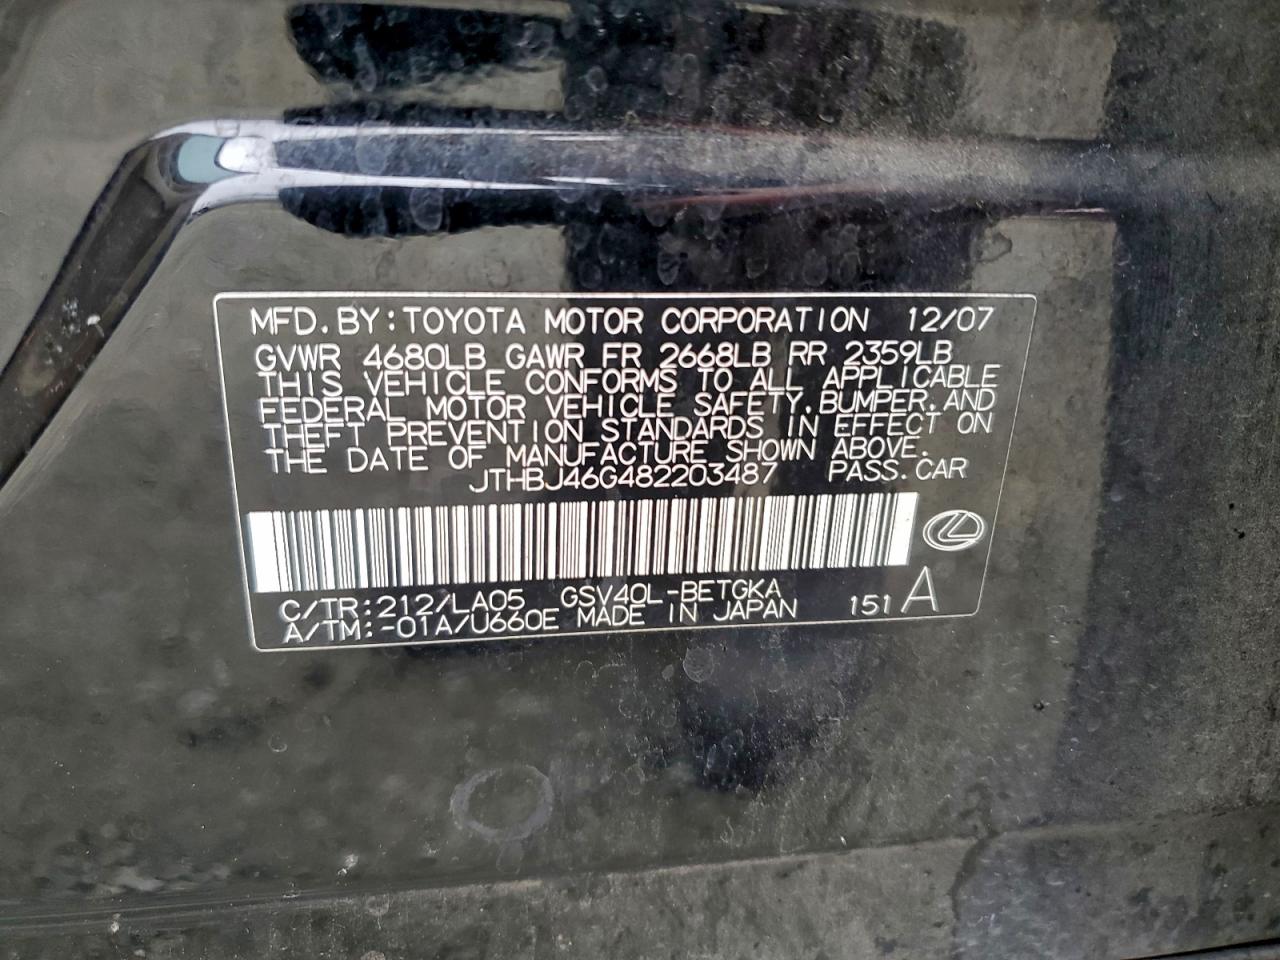 MFD.BY:TOYOTA MOTOR CORPORATION 12/07
GVWR 4680LB GAWR FR 2668LB RR 2359LB
THIS VEHICLE CONFORMS TO ALL APPLICABLE
FEDERAL MOTOR VEHICLE SAFETY,BUMPER,AND
THEFT PREVENTION STANDARDS IN EFFECT ON
THE DATE OF MANUFACTURE SHOWN ABOVE.
JTHBJ46G482203487 PASS.CAR
C/TR:212/LA05 GSV40L-BETGKA 151 A
A/TM:-01A/U660E MADE IN JAPAN